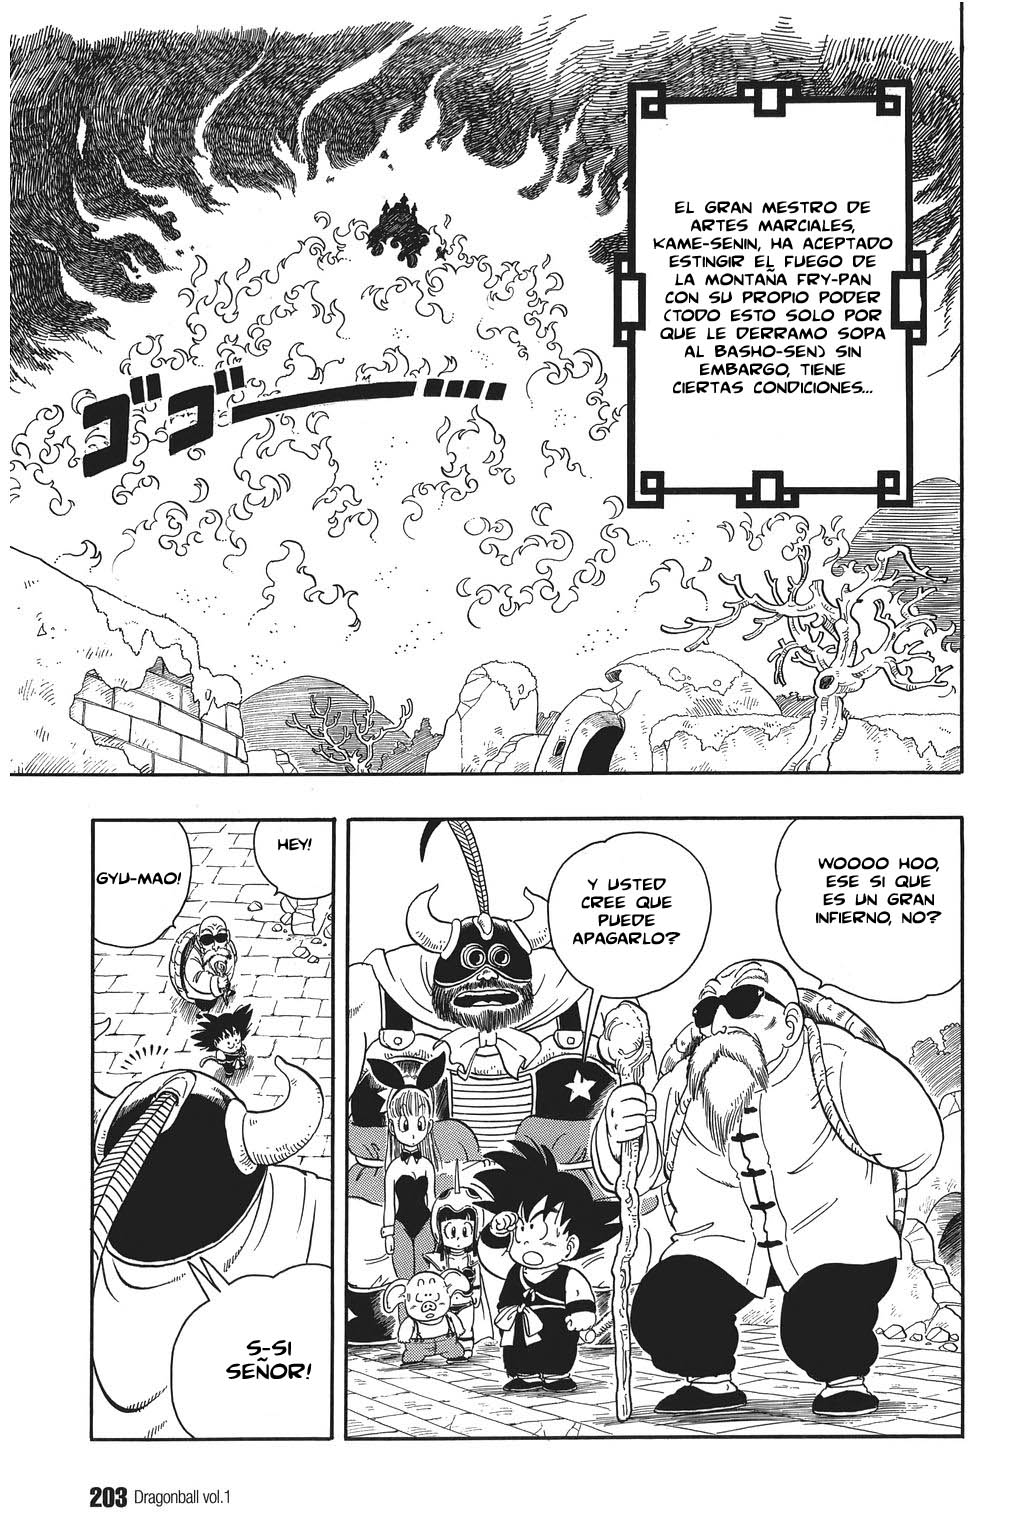 EL GRAN MESTRO DE
ARTES MARCIALES,
KAME-SENIN, HA ACEPTADO
ESTINGIR EL FUEGO DE
LA MONTAÑA FRY-PAN
CON SU PROPIO PODER
(TODO ESTO SOLO POR
QUE LE DERRAMO SOPA
AL BASHO-SEN) SIN
EMBARGO, TIENE
CIERTAS CONDICIONES...
ゴゴー....
WOOOO HOO,
ESE SI QUE
ES UN GRAN
INFIERNO, NO?
Y USTED
CREE QUE
PUEDE
APAGARLO?
HEY!
GYU-MAO!
S-SI
SEÑOR!
203 Dragonball vol.1